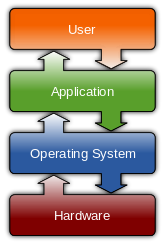 User
Application
Operating System
Hardware